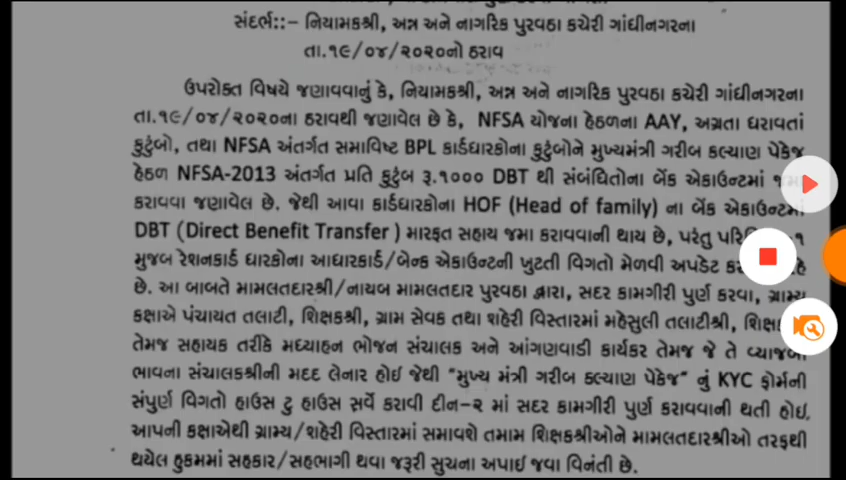 સંદર્ભ::– નિયામકશ્રી, અન્ન અને નાગરિક પુરવઠા કચેરી ગાંધીનગરના
તા.૧૯/૦૪/૨૦૨૦નો ઠરાવ
ઉપરોક્ત વિષયે જણાવવાનું કે, નિયામકશ્રી, અન્ન અને નાગરિક પુરવઠા કચેરી ગાંધીનગરના
તા.૧૯/૦૪/૨૦૨૦ના ઠરાવથી જણાવેલ છે કે, NFSA યોજના હેઠળના AAY, અગ્રતા ધરાવતાં
કુટુંબો, તથા NFSA અંતર્ગત સમાવિષ્ટ BPL કાર્ડધારકોના કુટુંબોને મુખ્યમંત્રી ગરીબ કલ્યાણ પેકેજ
હેઠળ NFSA-2013 અંતર્ગત પ્રતિ કુટુંબ રૂ.૧૦૦૦ DBT થી સંબંધિતોના બેંક એકાઉન્ટમાં જમા
કરાવવા જણાવેલ છે. જેથી આવા કાર્ડધારકોના HOF (Head of family) ના બેંક એકાઉન્ટમાં
DBT (Direct Benefit Transfer ) મારફત સહાય જમા કરાવવાની થાય છે, પરંતુ ૧
મુજબ રેશનકાર્ડ ધારકોના આધારકાર્ડ/બેન્ક એકાઉન્ટની ખુટતી વિગતો મેળવી અપડેટ
છે. આ બાબતે મામલતદારશ્રી/નાયબ મામલતદાર પુરવઠા દ્વારા, સદર કામગીરી પુર્ણ કરવા, ગ્રામ્ય
કક્ષાએ પંચાયત તલાટી, શિક્ષકશ્રી, ગ્રામ સેવક તથા શહેરી વિસ્તારમાં મહેસુલી તલાટીશ્રી,
તેમજ સહાયક તરીકે મધ્યાહન ભોજન સંચાલક અને આંગણવાડી કાર્યકર તેમજ જે તે વ્યાજબી
ભાવના સંચાલકશ્રીની મદદ લેનાર હોઈ જેથી "મુખ્ય મંત્રી ગરીબ કલ્યાણ પેકેજ" નું KYC ફોર્મની
સંપુર્ણ વિગતો હાઉસ ટુ હાઉસ સર્વે કરાવી દીન-૨ માં સદર કામગીરી પુર્ણ કરાવવાની થતી હોઇ,
આપની કક્ષાએથી ગ્રામ્ય/શહેરી વિસ્તારમાં સમાવશે તમામ શિક્ષકશ્રીઓને મામલતદારશ્રીઓ તરફથી
થયેલ હુકમમાં સહકાર/સહભાગી થવા જરૂરી સુચના અપાઈ જવા વિનંતી છે.